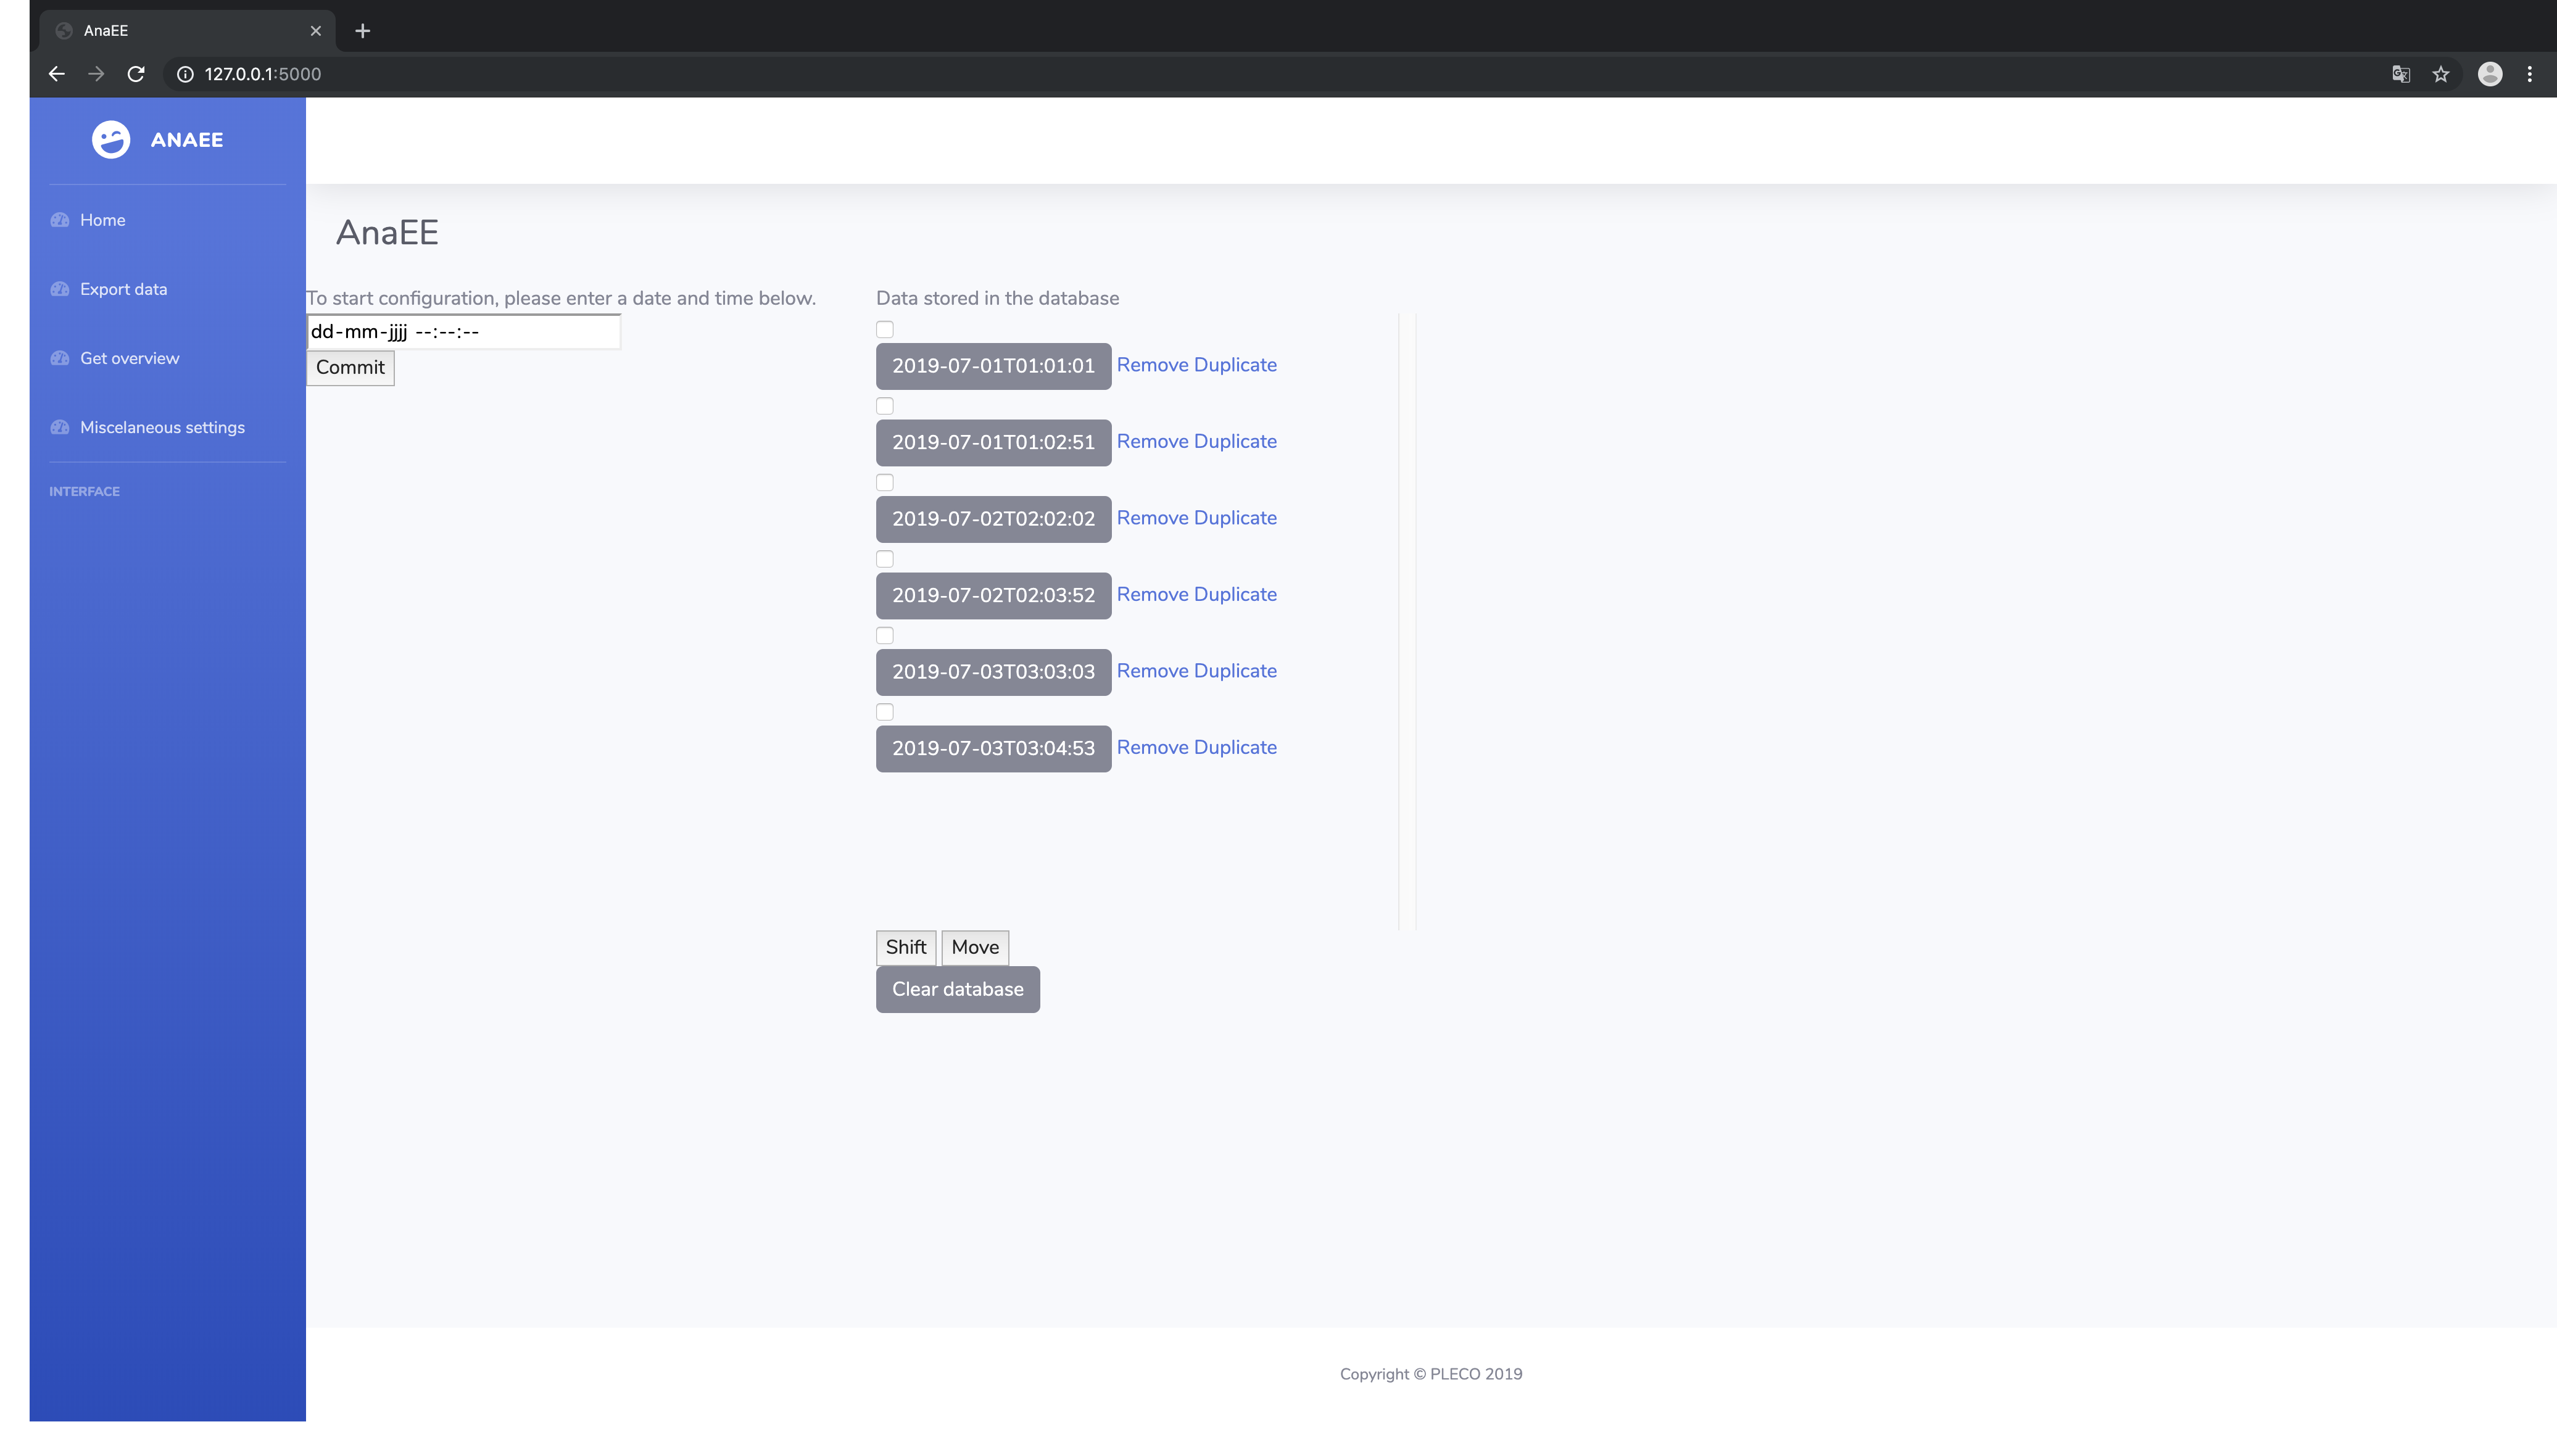 AnaEE
127.0.0.1:5000
ANAEE
Home
Export data
Get overview
Miscelaneous settings
INTERFACE
AnaEE
To start configuration, please enter a date and time below.
dd-mm-jjjj --:--:--
Commit
Data stored in the database
2019-07-01T01:01:01 Remove Duplicate
2019-07-01T01:02:51 Remove Duplicate
2019-07-02T02:02:02 Remove Duplicate
2019-07-02T02:03:52 Remove Duplicate
2019-07-03T03:03:03 Remove Duplicate
2019-07-03T03:04:53 Remove Duplicate
Shift Move
Clear database
Copyright © PLECO 2019